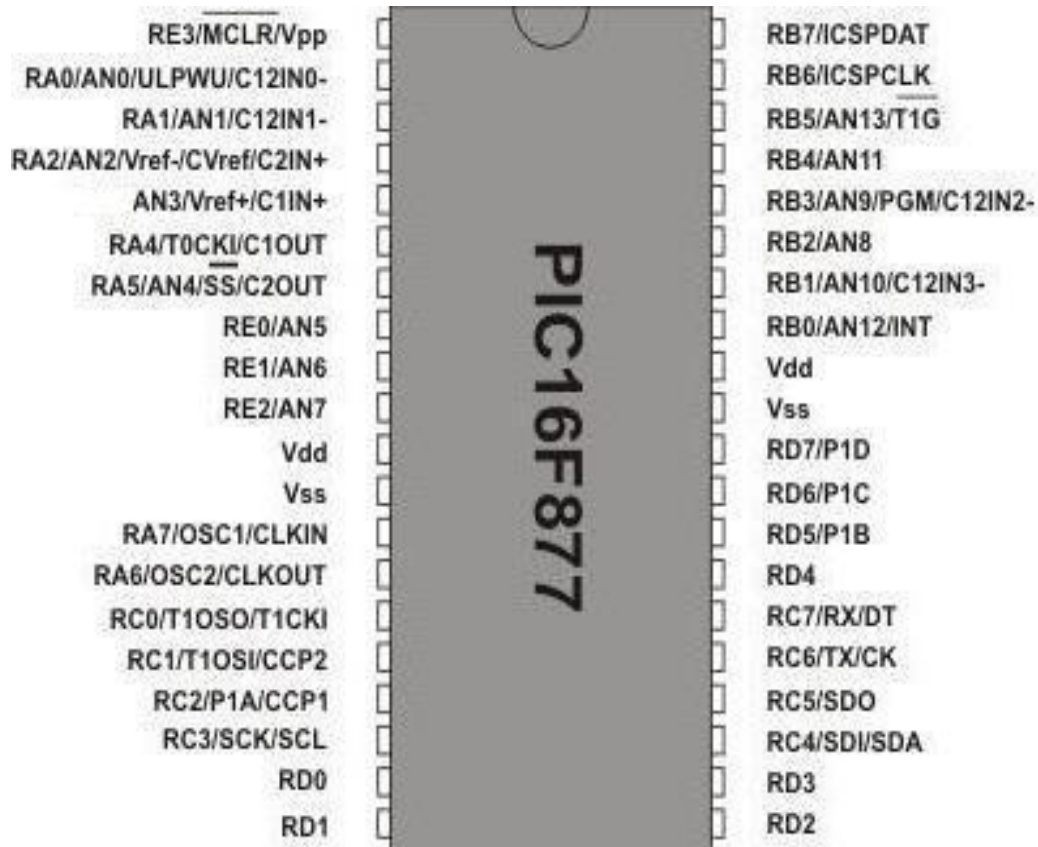 RE3/MCLR/Vpp
RA0/AN0/ULPWU/C12IN0-
RA1/AN1/C12IN1-
RA2/AN2/Vref-/CVref/C2IN+
AN3/Vref+/C1IN+
RA4/T0CKI/C1OUT
RA5/AN4/SS/C2OUT
RE0/AN5
RE1/AN6
RE2/AN7
Vdd
Vss
RA7/OSC1/CLKIN
RA6/OSC2/CLKOUT
RC0/T1OSO/T1CKI
RC1/T1OSI/CCP2
RC2/P1A/CCP1
RC3/SCK/SCL
RD0
RD1
PIC16F877
RB7/ICSPDAT
RB6/ICSPCLK
RB5/AN13/T1G
RB4/AN11
RB3/AN9/PGM/C12IN2-
RB2/AN8
RB1/AN10/C12IN3-
RB0/AN12/INT
Vdd
Vss
RD7/P1D
RD6/P1C
RD5/P1B
RD4
RC7/RX/DT
RC6/TX/CK
RC5/SDO
RC4/SDI/SDA
RD3
RD2